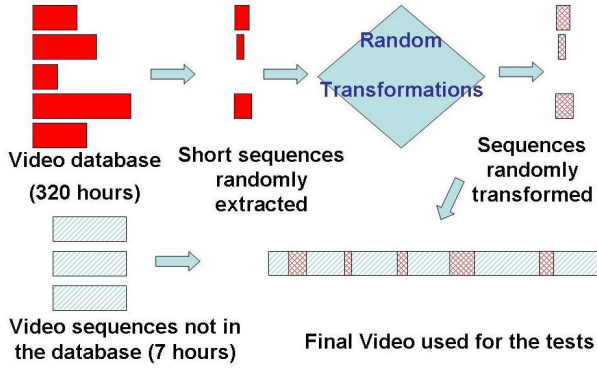 Random
Transformations
Video database
(320 hours)
Short sequences
randomly
extracted
Sequences
randomly
transformed
Video sequences not in
the database (7 hours)
Final Video used for the tests